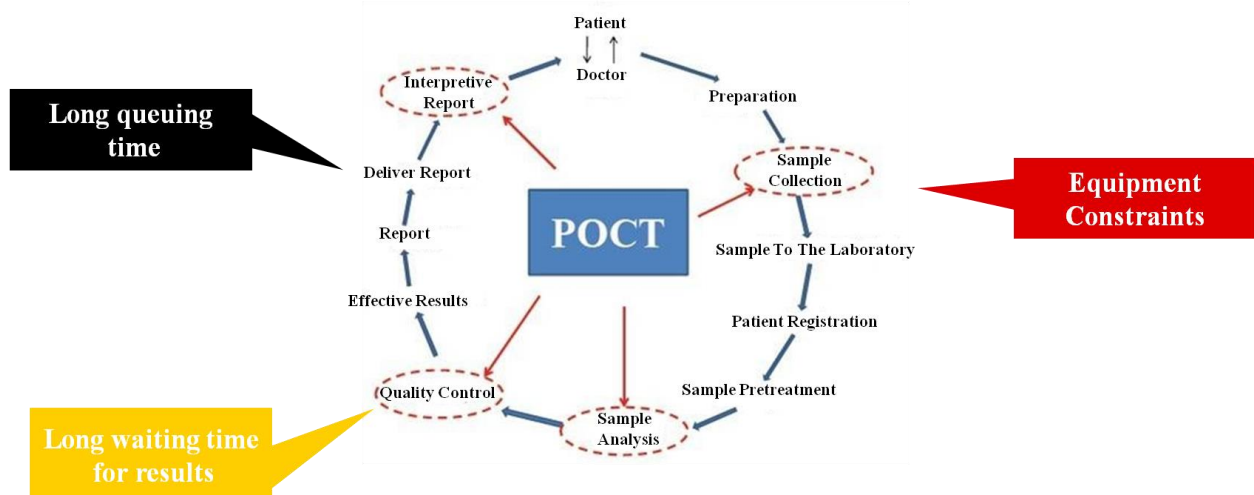 Patient
Doctor
Preparation
Sample
Collection
Sample To The Laboratory
Patient Registration
Sample Pretreatment
Sample
Analysis
Quality Control
Effective Results
Report
Deliver Report
Interpretive
Report
POCT
Long queuing
time
Equipment
Constraints
Long waiting time
for results